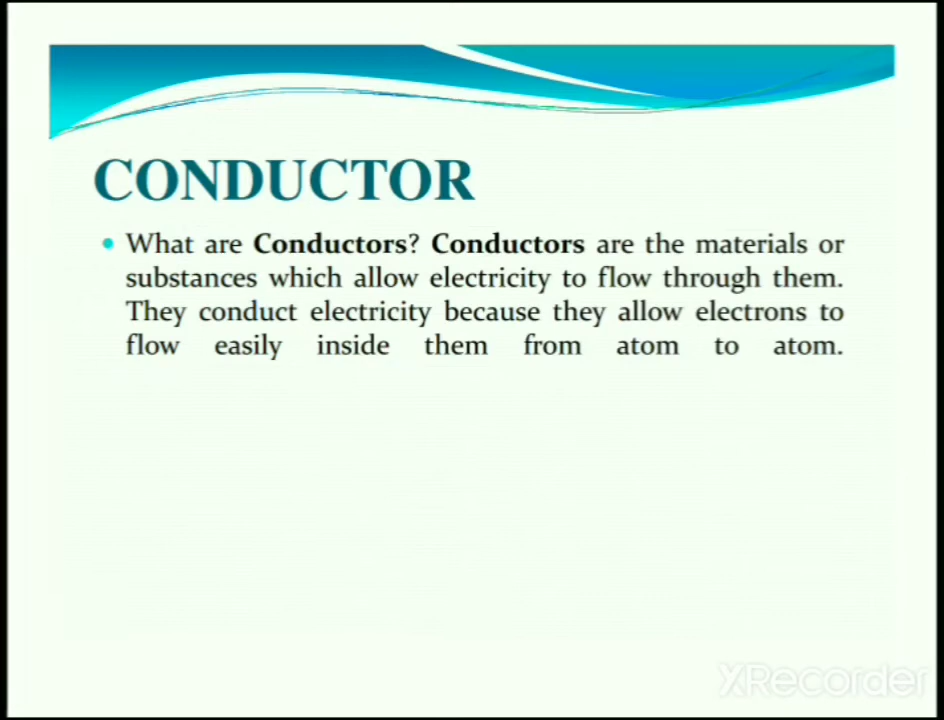 CONDUCTOR
• What are Conductors? Conductors are the materials or
substances which allow electricity to flow through them.
They conduct electricity because they allow electrons to
flow easily inside them from atom to atom.
XRecorder